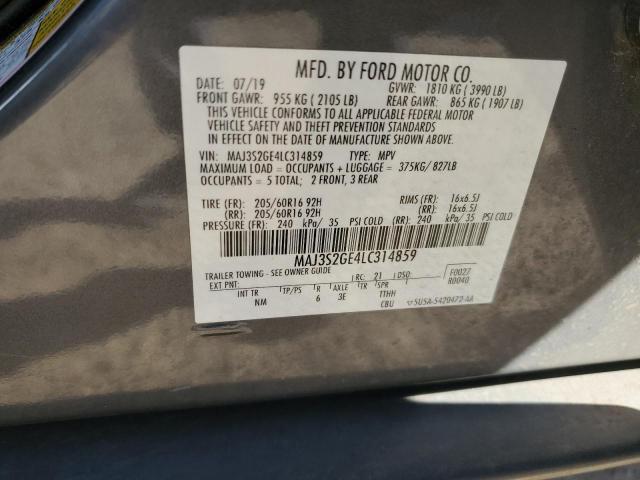 MFD. BY FORD MOTOR CO.
DATE: 07/19 GVWR: 1810 KG ( 3990 LB)
FRONT GAWR: 955 KG ( 2105 LB) REAR GAWR: 865 KG ( 1907 LB)
THIS VEHICLE CONFORMS TO ALL APPLICABLE FEDERAL MOTOR
VEHICLE SAFETY AND THEFT PREVENTION STANDARDS
IN EFFECT ON THE DATE OF MANUFACTURE SHOWN ABOVE.
VIN: MAJ3S2GE4LC314859 TYPE: MPV
MAXIMUM LOAD = OCCUPANTS + LUGGAGE = 375KG/ 827LB
OCCUPANTS = 5 TOTAL; 2 FRONT, 3 REAR
TIRE (FR): 205/60R16 92H RIMS (FR): 16x6.5J
(RR): 205/60R16 92H (RR): 16x6.5J
PRESSURE (FR): 240 kPa/ 35 PSI COLD (RR): 240 kPa/ 35 PSI COLD
MAJ3S2GE4LC314859
TRAILER TOWING - SEE OWNER GUIDE
EXT PNT: RC: 21 DSO: F0027
R0040
INT TR TP/PS R AXLE TR SPR
NM 6 3E TTHH
CBU 5U5A-5420472-AA